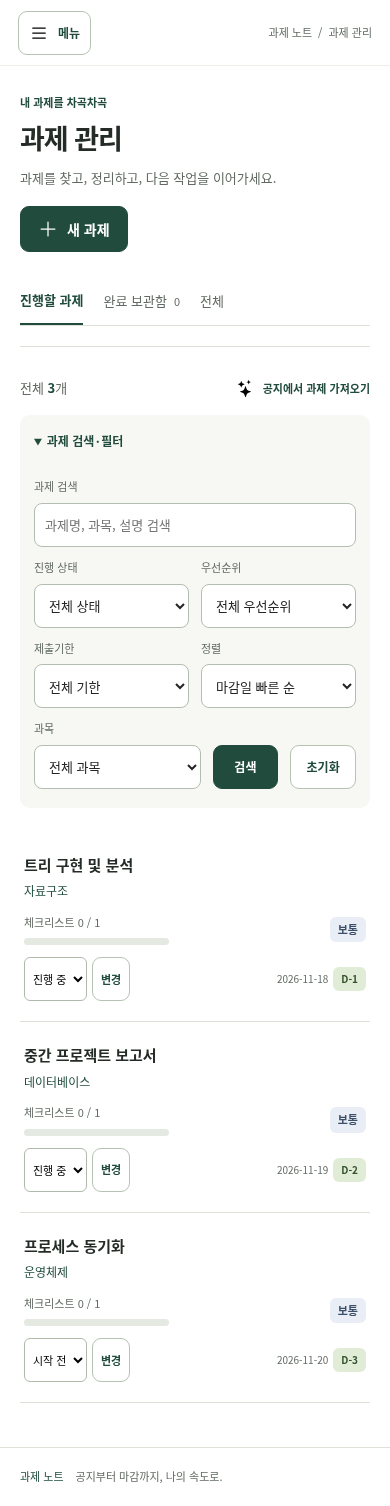 메뉴
과제 노트 / 과제 관리
내 과제를 차곡차곡
과제 관리
과제를 찾고, 정리하고, 다음 작업을 이어가세요.
새 과제
진행할 과제 완료 보관함 0 전체
전체 3개
공지에서 과제 가져오기
▼ 과제 검색·필터
과제 검색
과제명, 과목, 설명 검색
진행 상태 우선순위
전체 상태 전체 우선순위
제출기한 정렬
전체 기한 마감일 빠른 순
과목
전체 과목 검색 초기화
트리 구현 및 분석
자료구조
체크리스트 0 / 1
보통
진행 중 변경 2026-11-18 D-1
중간 프로젝트 보고서
데이터베이스
체크리스트 0 / 1
보통
진행 중 변경 2026-11-19 D-2
프로세스 동기화
운영체제
체크리스트 0 / 1
보통
시작 전 변경 2026-11-20 D-3
과제 노트 공지부터 마감까지, 나의 속도로.